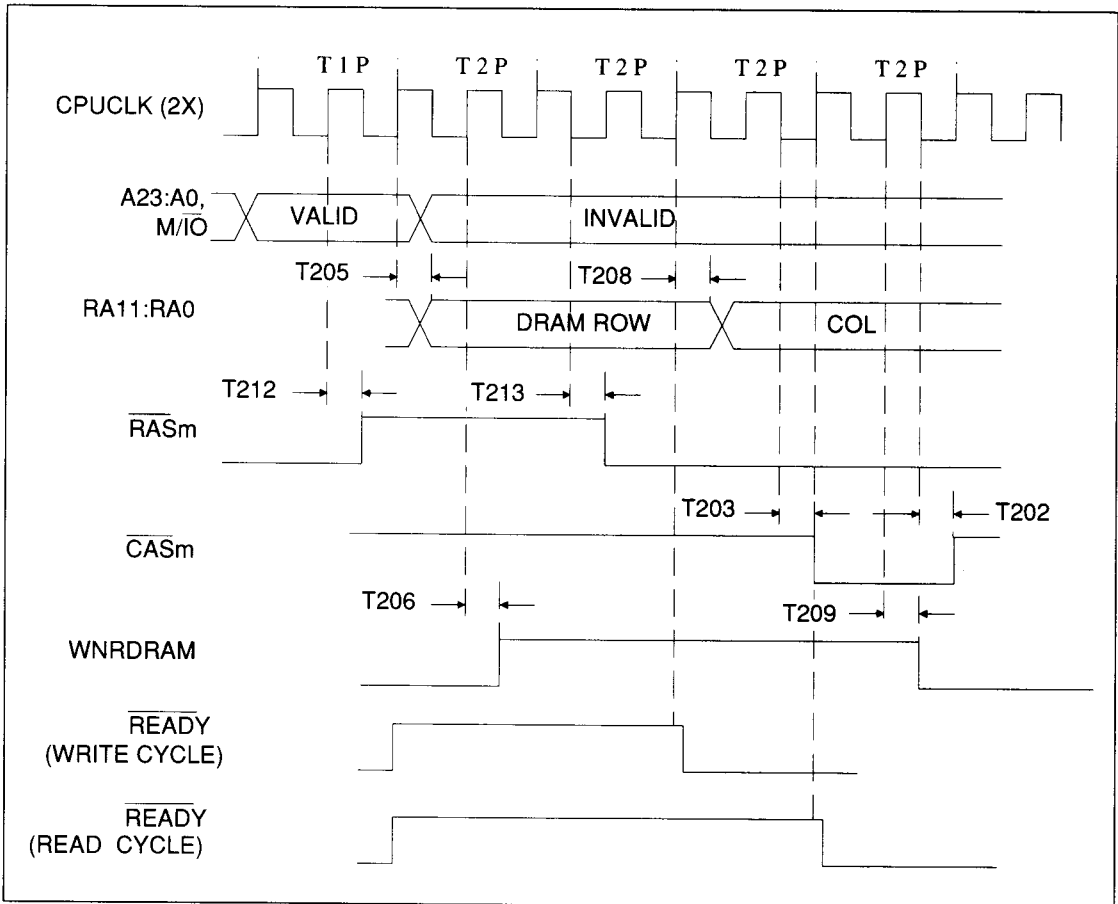 T1P T2P T2P T2P T2P
CPUCLK (2X)
A23:A0,
M/IO
VALID INVALID
T205 T208
RA11:RA0
DRAM ROW COL
T212 T213
RASm
T203 T202
CASm
T206 T209
WNRDRAM
READY
(WRITE CYCLE)
READY
(READ CYCLE)